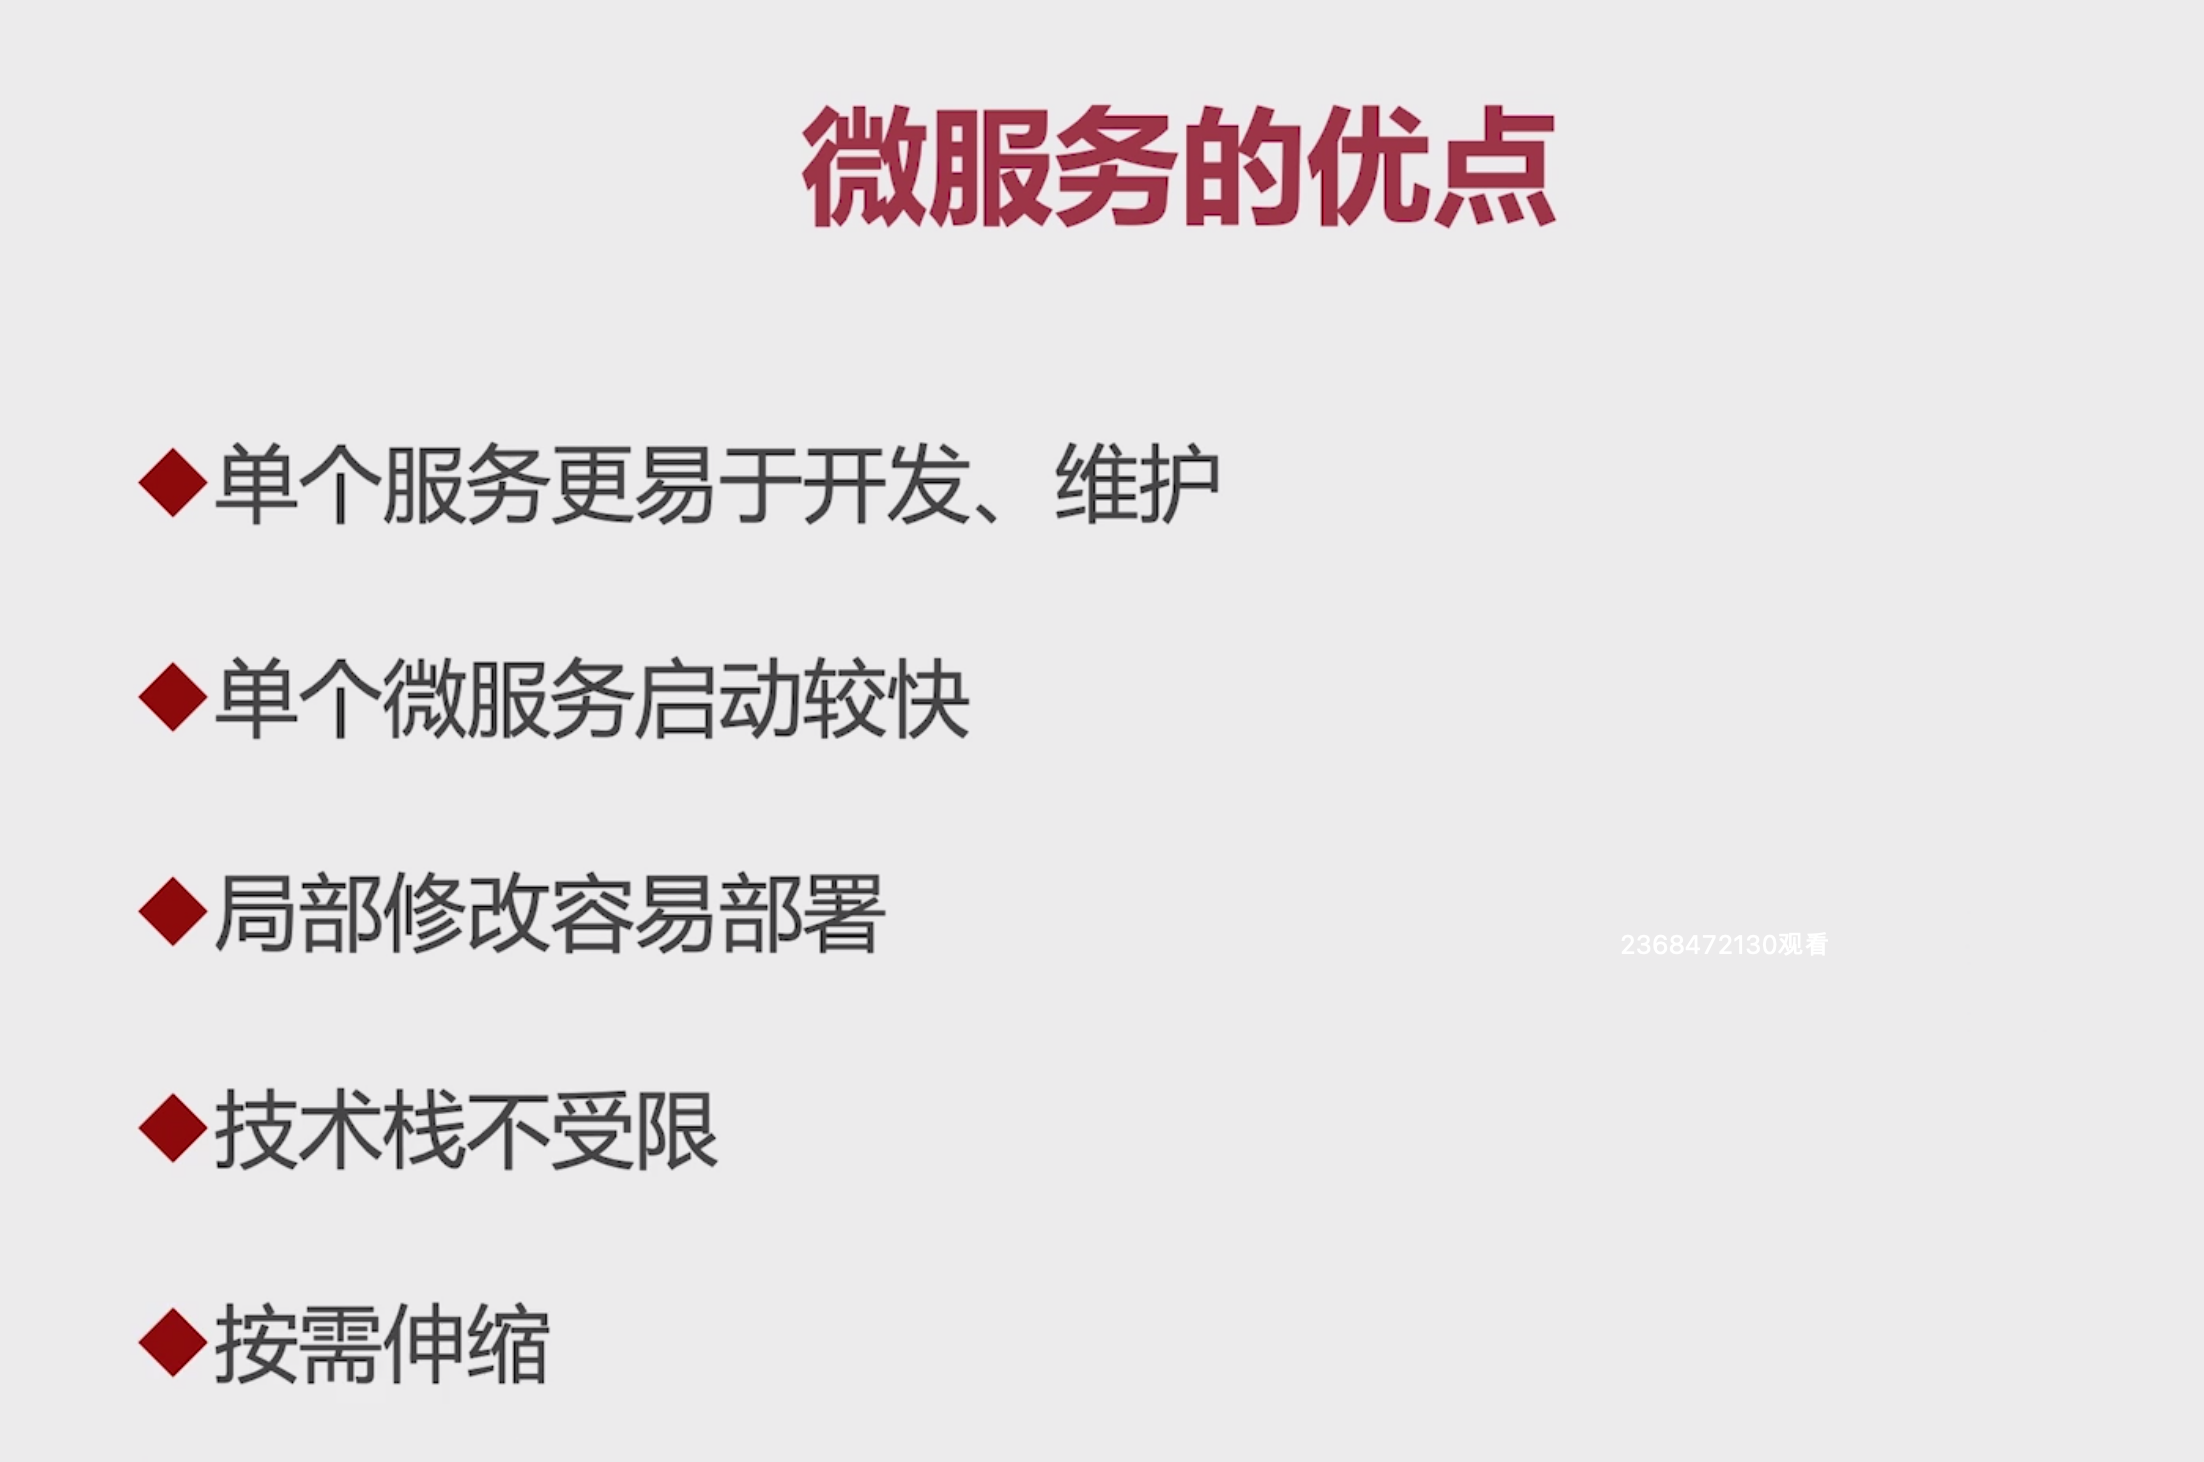 微服务的优点
◆单个服务更易于开发、维护
◆单个微服务启动较快
◆局部修改容易部署
2368472130观看
◆技术栈不受限
◆按需伸缩